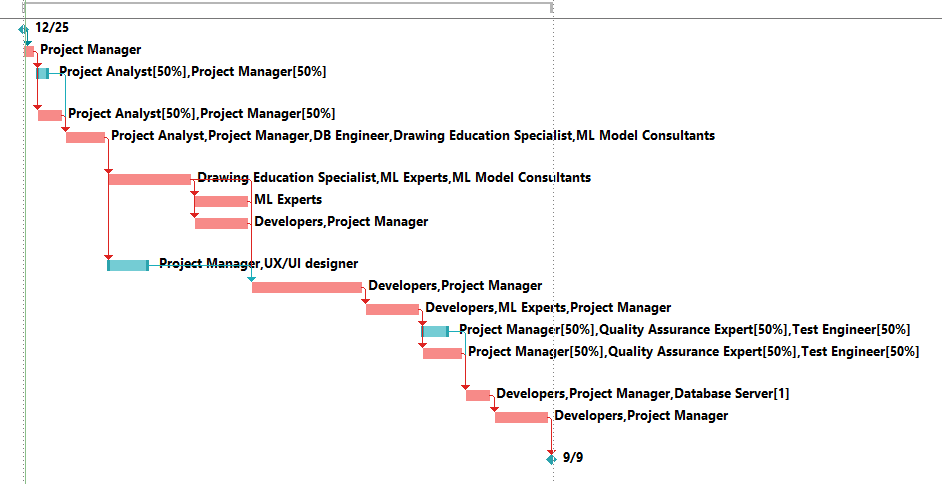 12/25
Project Manager
Project Analyst[50%],Project Manager[50%]
Project Analyst[50%],Project Manager[50%]
Project Analyst,Project Manager,DB Engineer,Drawing Education Specialist,ML Model Consultants
Drawing Education Specialist,ML Experts,ML Model Consultants
ML Experts
Developers,Project Manager
Project Manager,UX/UI designer
Developers,Project Manager
Developers,ML Experts,Project Manager
Project Manager[50%],Quality Assurance Expert[50%],Test Engineer[50%]
Project Manager[50%],Quality Assurance Expert[50%],Test Engineer[50%]
Developers,Project Manager,Database Server[1]
Developers,Project Manager
9/9